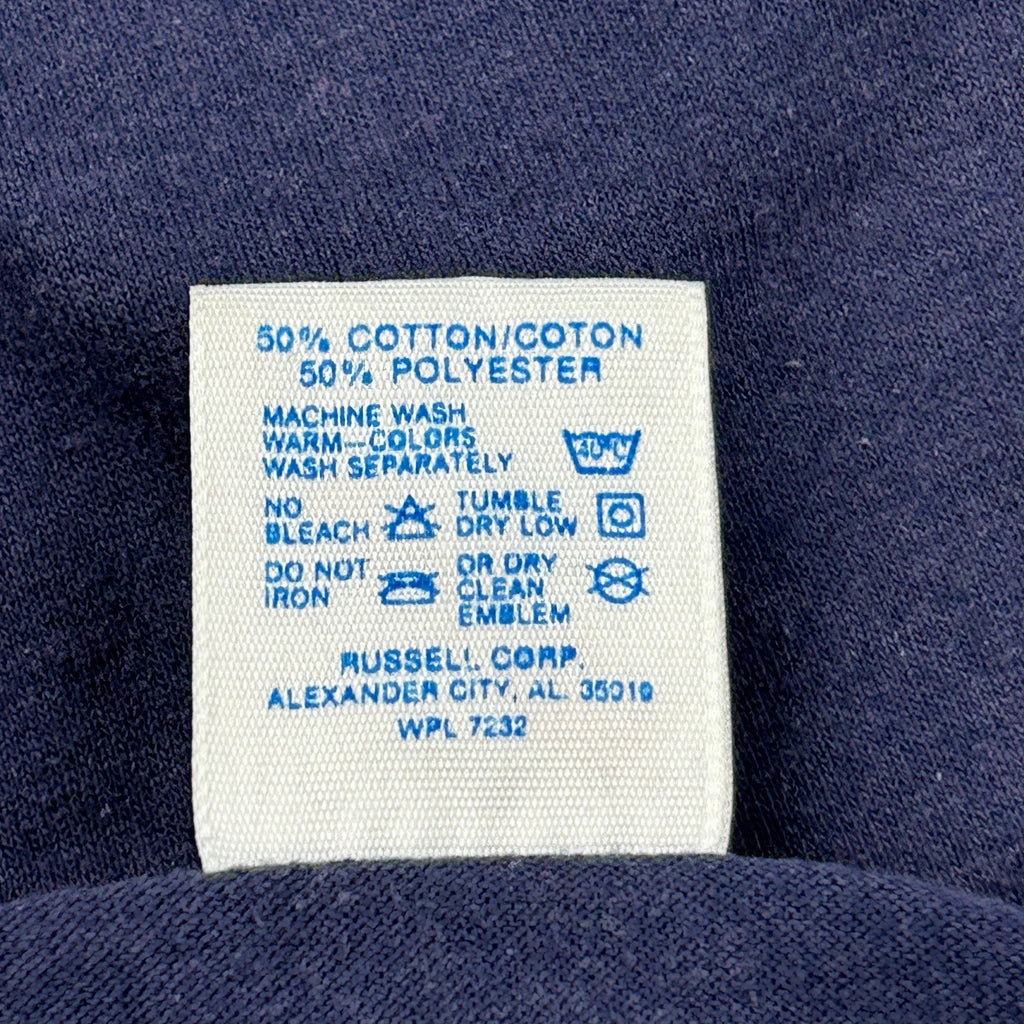 50% COTTON/COTON
50% POLYESTER
MACHINE WASH
WARM—COLORS
WASH SEPARATELY
40°C
NO
BLEACH
TUMBLE
DRY LOW
DO NOT
IRON
OR DRY
CLEAN
EMBLEM
RUSSELL CORP.
ALEXANDER CITY, AL. 35010
WPL 7232